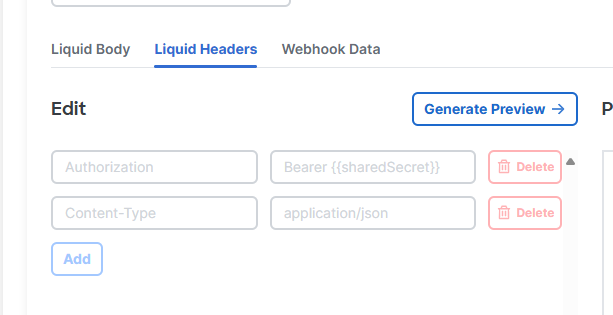 Liquid Body Liquid Headers Webhook Data
Edit Generate Preview → P
Authorization Bearer {{sharedSecret}} Delete
Content-Type application/json Delete
Add